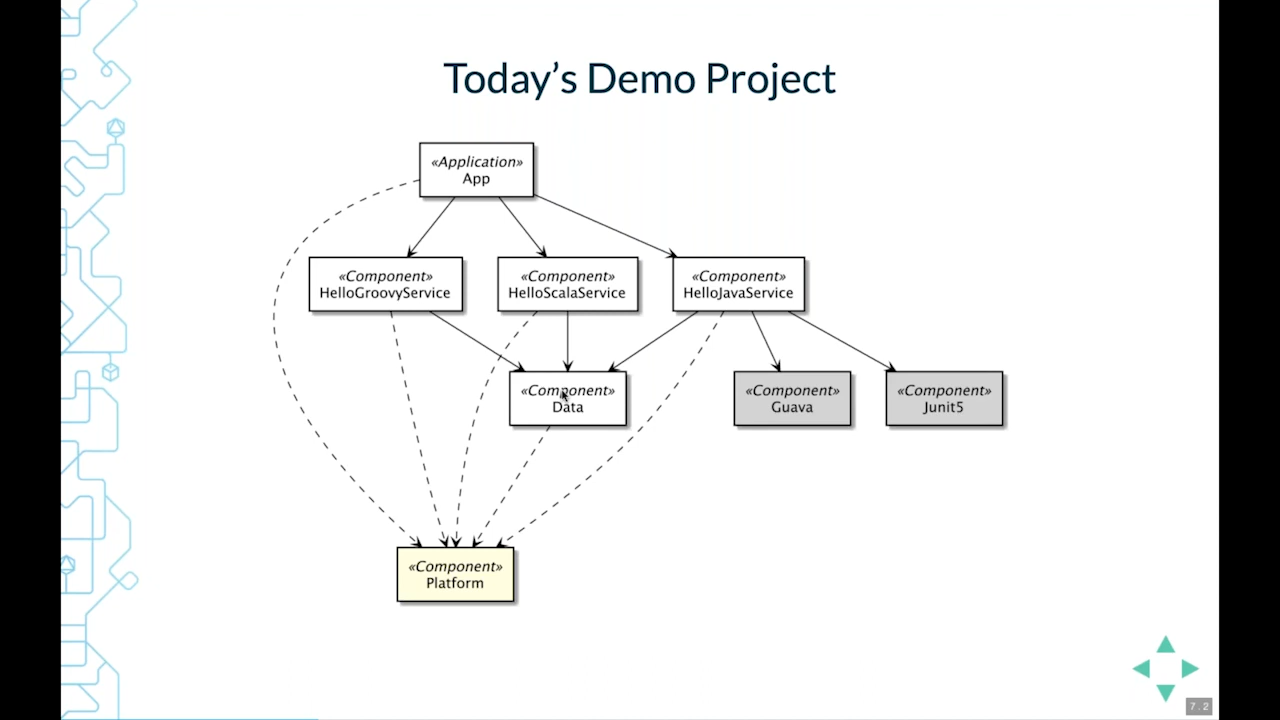 Today’s Demo Project
«Application»
App
«Component»
HelloGroovyService
«Component»
HelloScalaService
«Component»
HelloJavaService
«Component»
Data
«Component»
Guava
«Component»
Junit5
«Component»
Platform
7.2